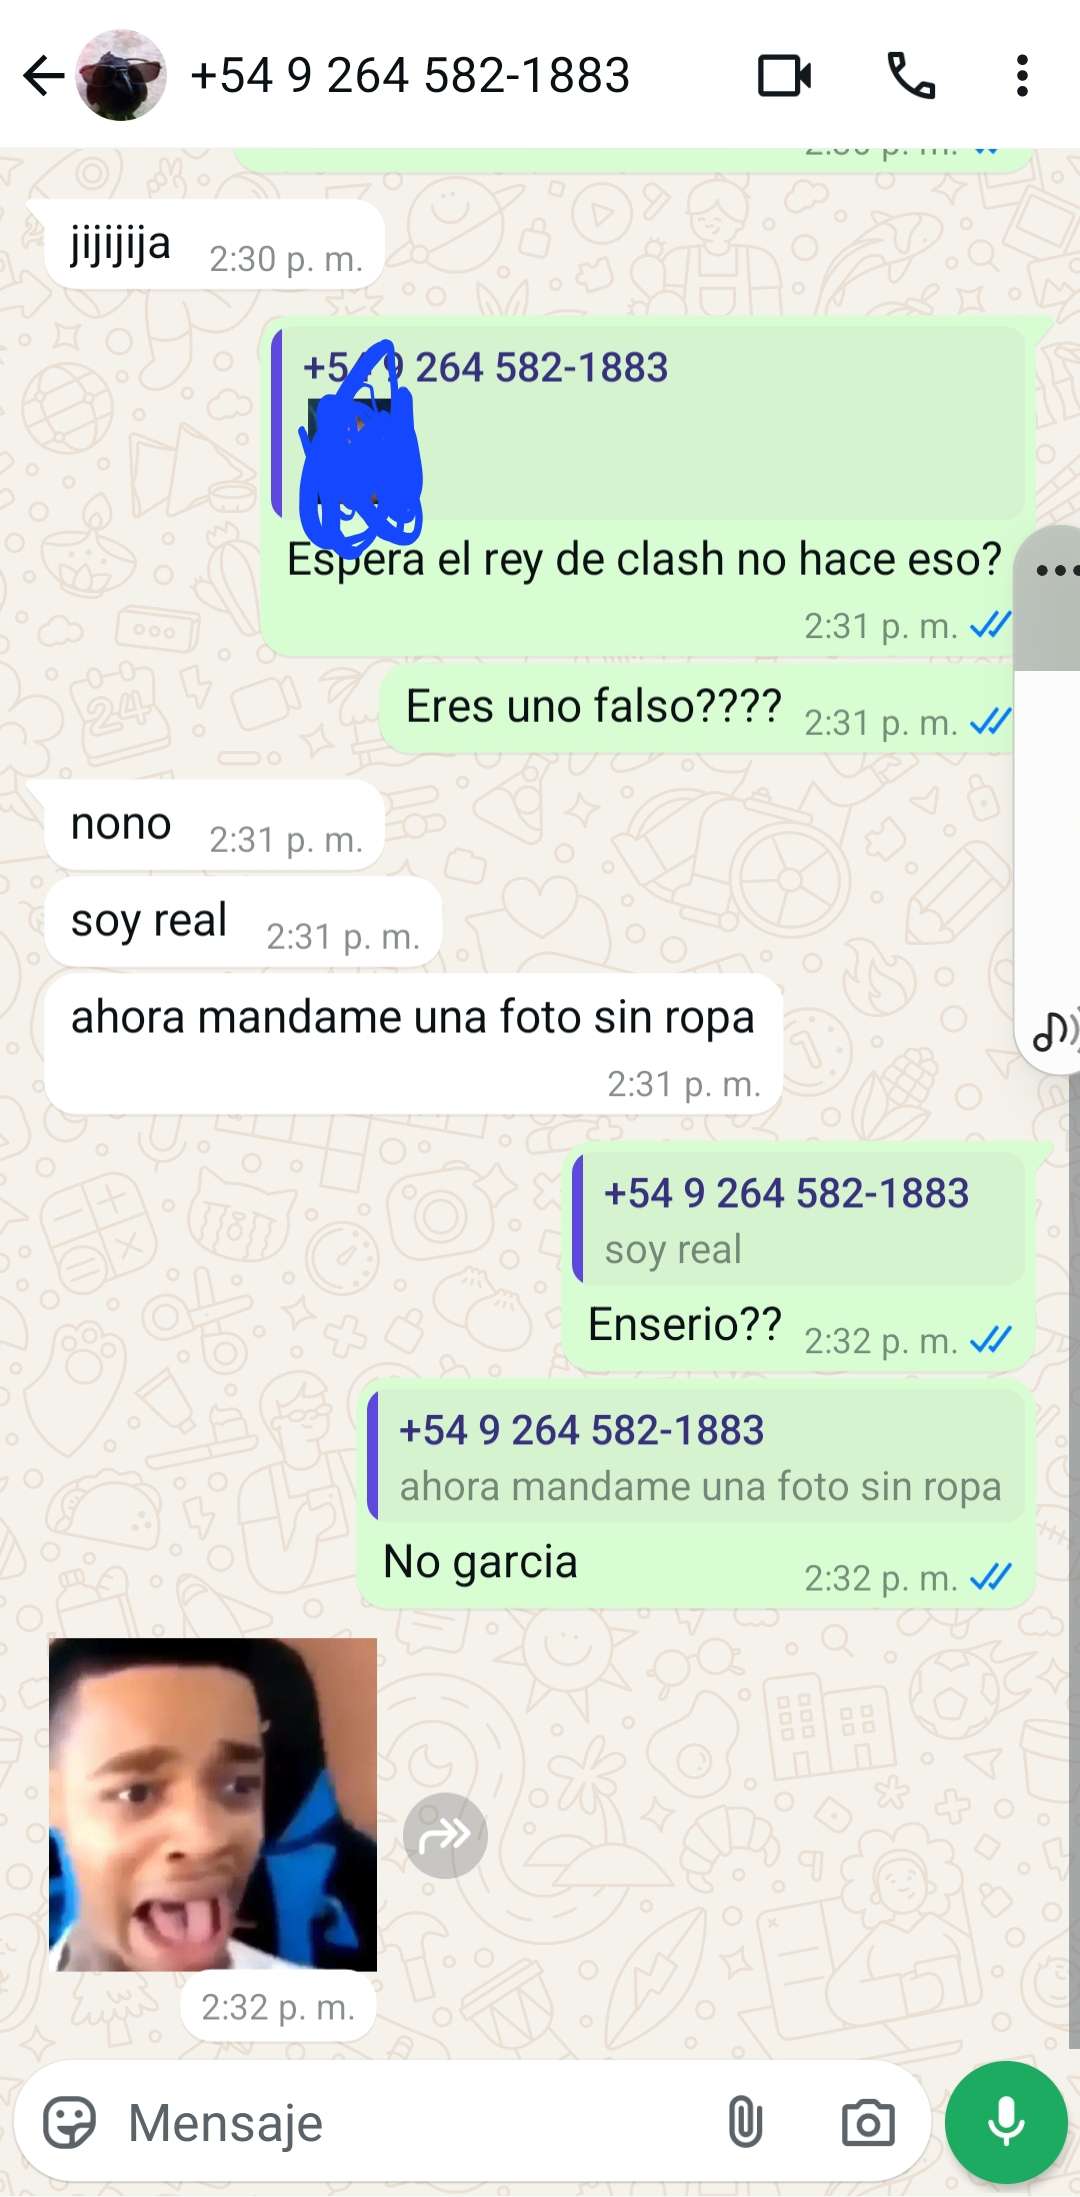 +54 9 264 582-1883
jijijija 2:30 p. m.
264 582-1883
Espera el rey de clash no hace eso?
2:31 p. m.
Eres uno falso???? 2:31 p. m.
nono 2:31 p. m.
soy real 2:31 p. m.
ahora mandame una foto sin ropa
2:31 p. m.
+54 9 264 582-1883
soy real
Enserio?? 2:32 p. m.
+54 9 264 582-1883
ahora mandame una foto sin ropa
No garcia 2:32 p. m.
2:32 p. m.
Mensaje